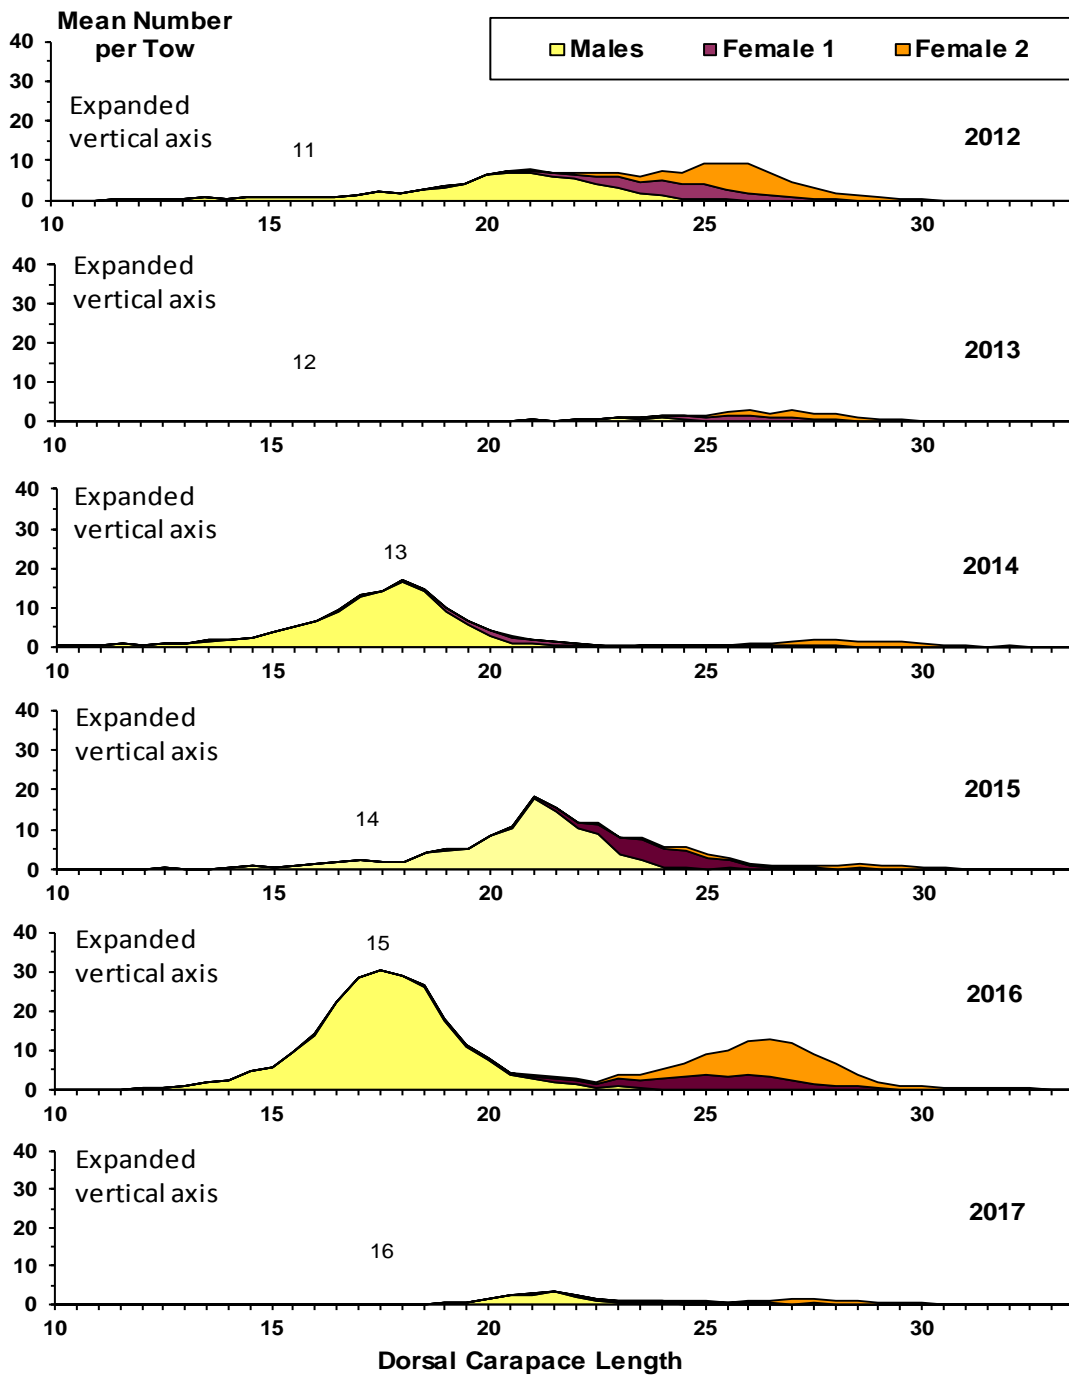 Mean Number
per Tow
Males Female 1 Female 2
40
30
20
10
0
Expanded
vertical axis
11
2012
10 15 20 25 30
40
30
20
10
0
Expanded
vertical axis
12
2013
10 15 20 25 30
40
30
20
10
0
Expanded
vertical axis
13
2014
10 15 20 25 30
40
30
20
10
0
Expanded
vertical axis
14
2015
10 15 20 25 30
40
30
20
10
0
Expanded
vertical axis
15
2016
10 15 20 25 30
40
30
20
10
0
Expanded
vertical axis
16
2017
10 15 20 25 30
Dorsal Carapace Length